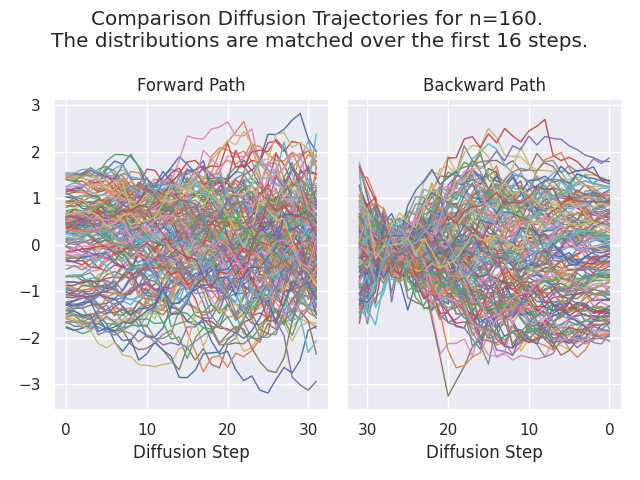 Comparison Diffusion Trajectories for n=160.
The distributions are matched over the first 16 steps.
Forward Path
Backward Path
3
2
1
0
−1
−2
−3
0 10 20 30
30 20 10 0
Diffusion Step
Diffusion Step